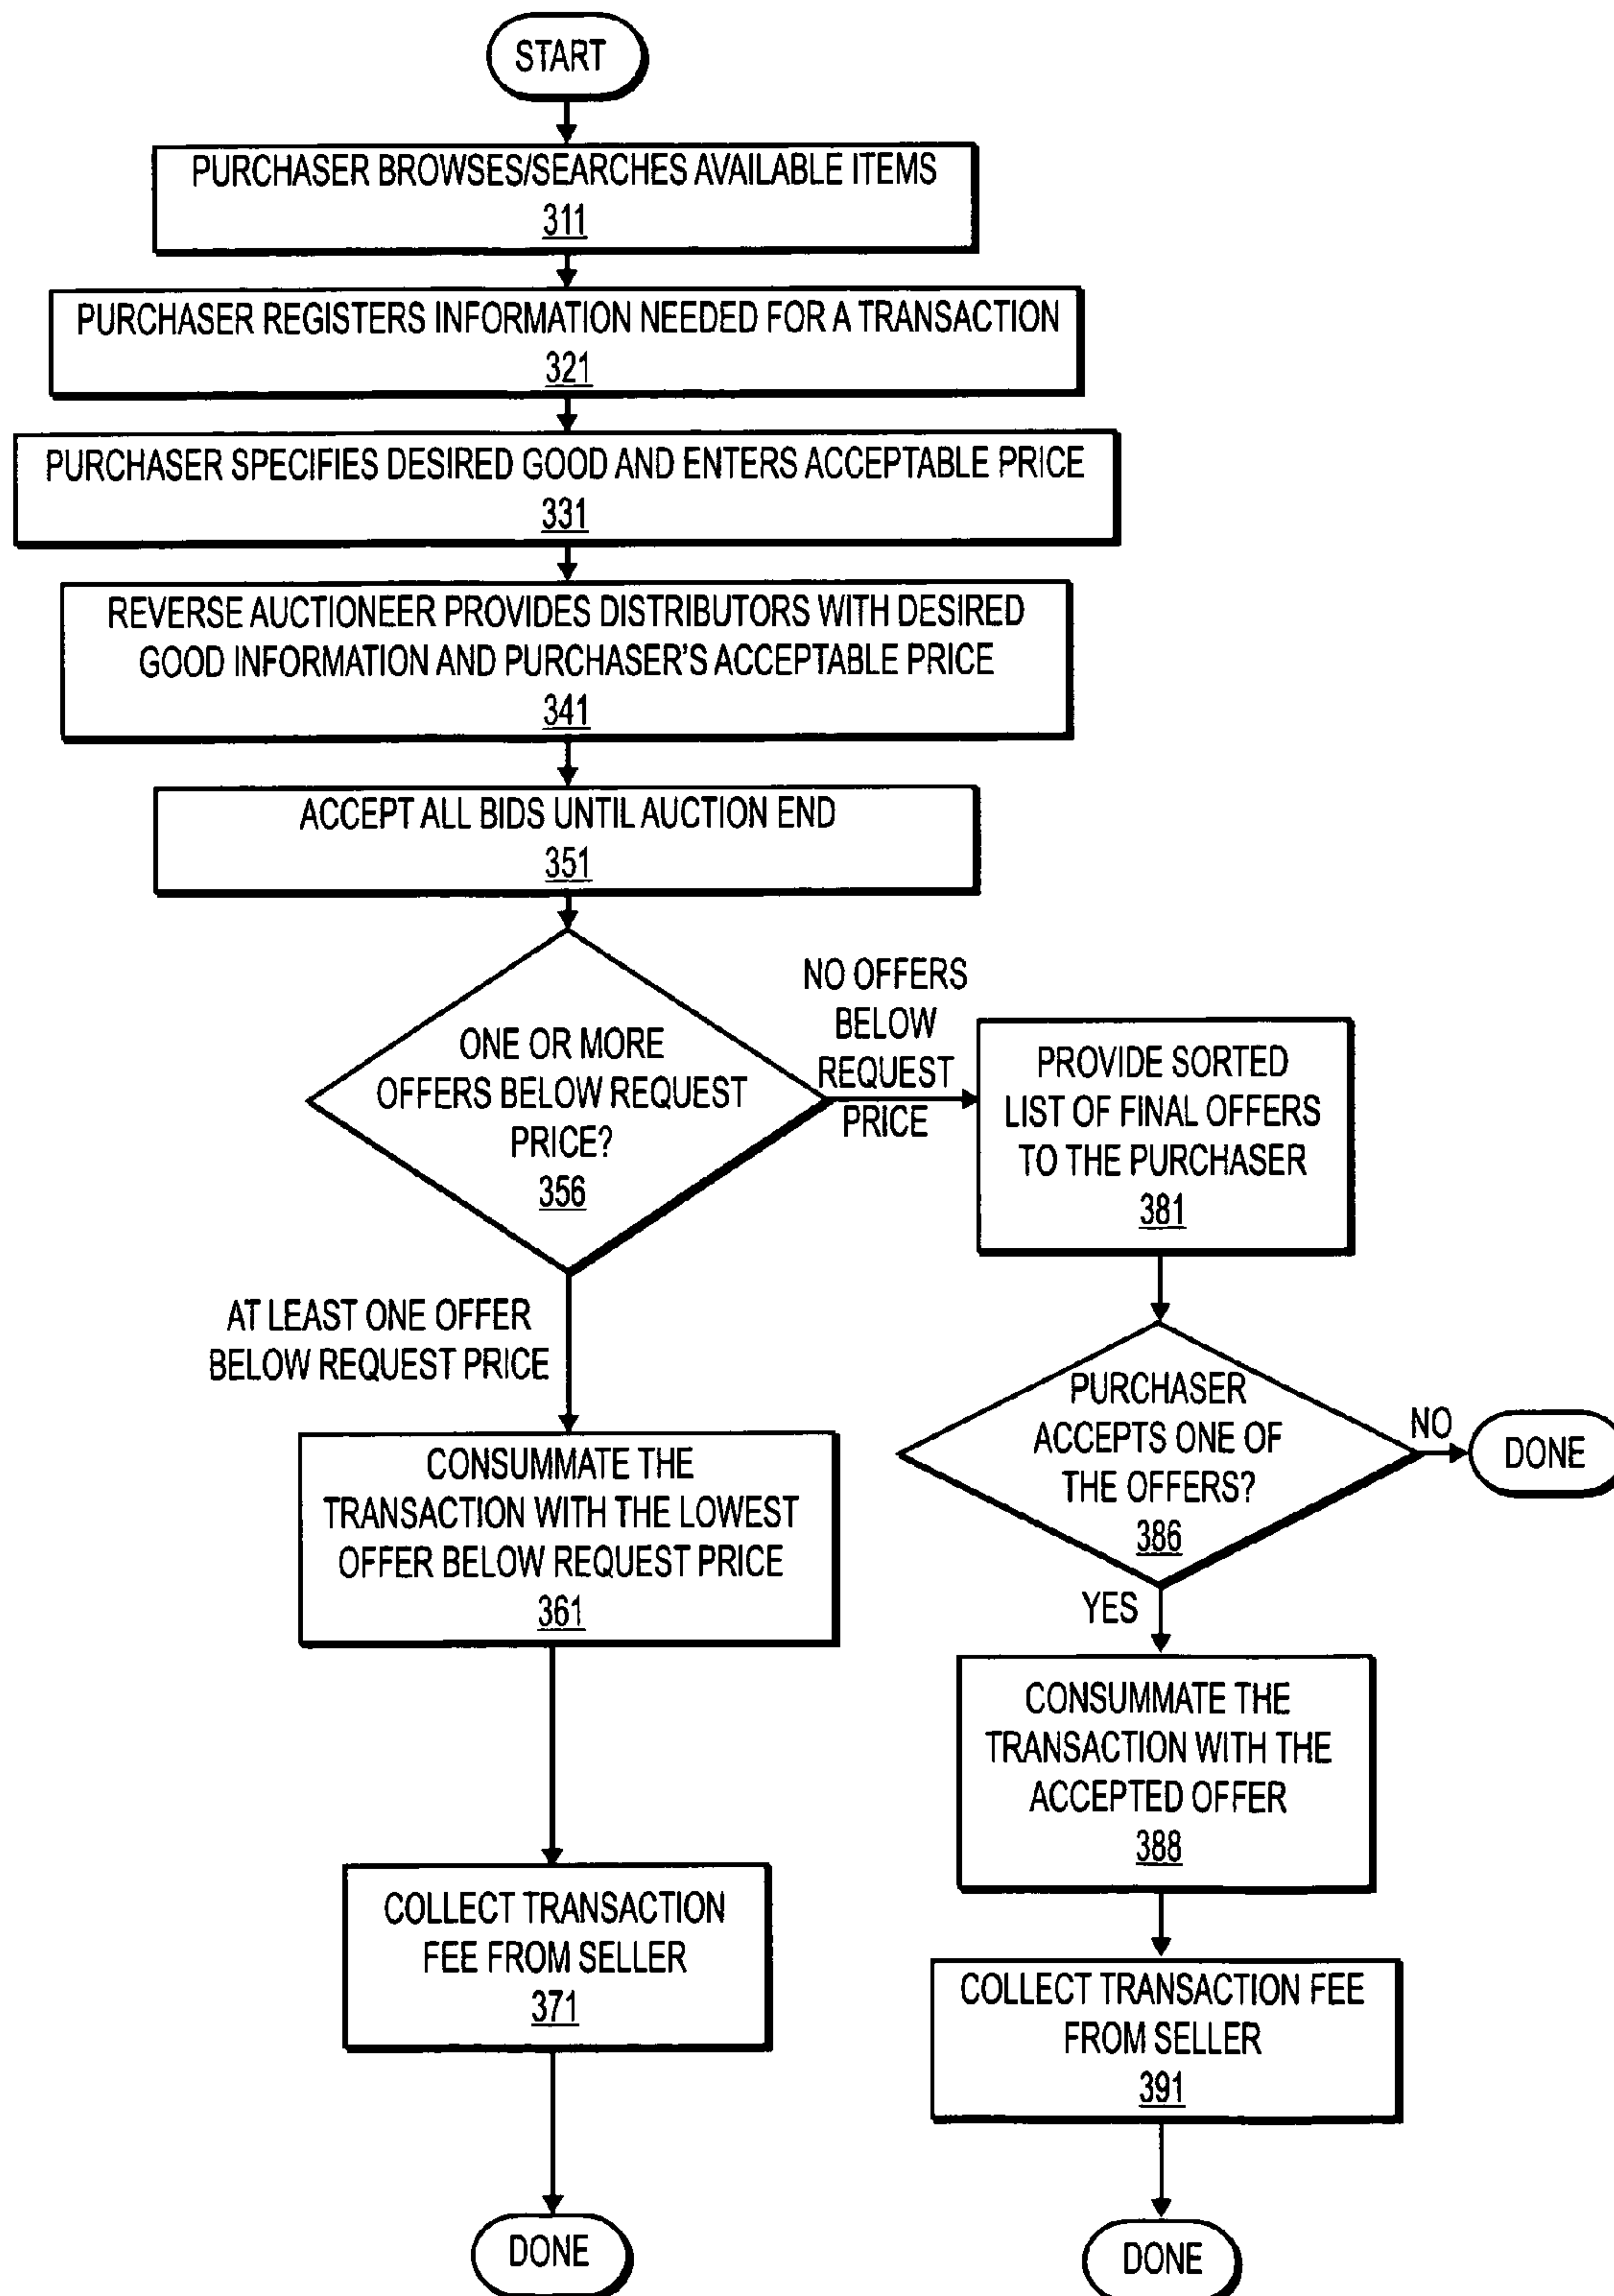 START
PURCHASER BROWSES/SEARCHES AVAILABLE ITEMS
311
PURCHASER REGISTERS INFORMATION NEEDED FOR A TRANSACTION
321
PURCHASER SPECIFIES DESIRED GOOD AND ENTERS ACCEPTABLE PRICE
331
REVERSE AUCTIONEER PROVIDES DISTRIBUTORS WITH DESIRED
GOOD INFORMATION AND PURCHASER'S ACCEPTABLE PRICE
341
ACCEPT ALL BIDS UNTIL AUCTION END
351
ONE OR MORE
OFFERS BELOW REQUEST
PRICE?
356
NO OFFERS
BELOW
REQUEST
PRICE
PROVIDE SORTED
LIST OF FINAL OFFERS
TO THE PURCHASER
381
AT LEAST ONE OFFER
BELOW REQUEST PRICE
PURCHASER
ACCEPTS ONE OF
THE OFFERS?
386
NO
DONE
YES
CONSUMMATE THE
TRANSACTION WITH THE LOWEST
OFFER BELOW REQUEST PRICE
361
CONSUMMATE THE
TRANSACTION WITH THE
ACCEPTED OFFER
388
COLLECT TRANSACTION
FEE FROM SELLER
371
COLLECT TRANSACTION FEE
FROM SELLER
391
DONE
DONE